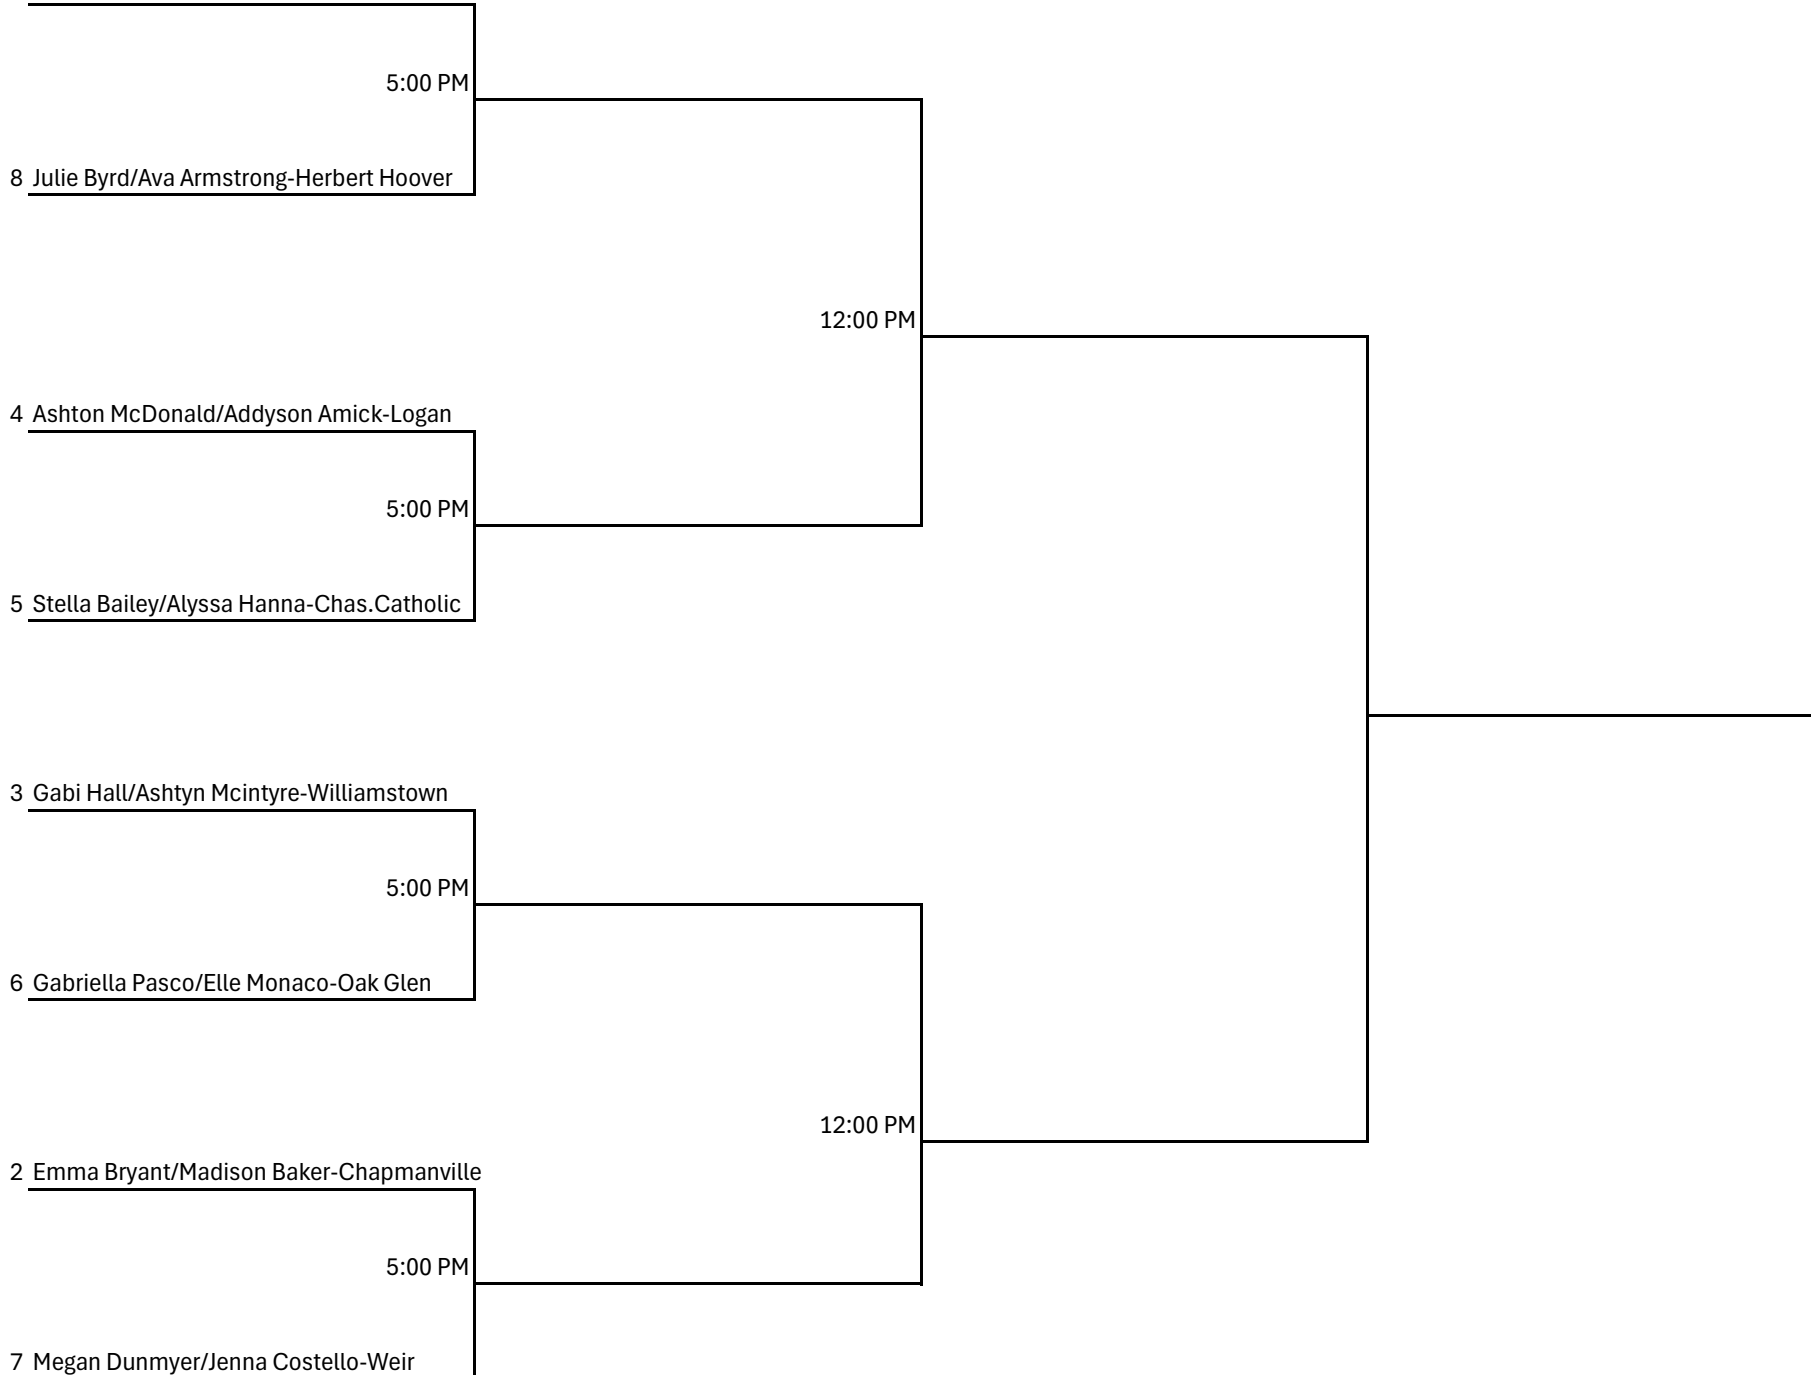 5:00 PM
8 Julie Byrd/Ava Armstrong-Herbert Hoover
12:00 PM
4 Ashton McDonald/Addyson Amick-Logan
5:00 PM
5 Stella Bailey/Alyssa Hanna-Chas.Catholic
3 Gabi Hall/Ashtyn Mcintyre-Williamstown
5:00 PM
6 Gabriella Pasco/Elle Monaco-Oak Glen
12:00 PM
2 Emma Bryant/Madison Baker-Chapmanville
5:00 PM
7 Megan Dunmyer/Jenna Costello-Weir